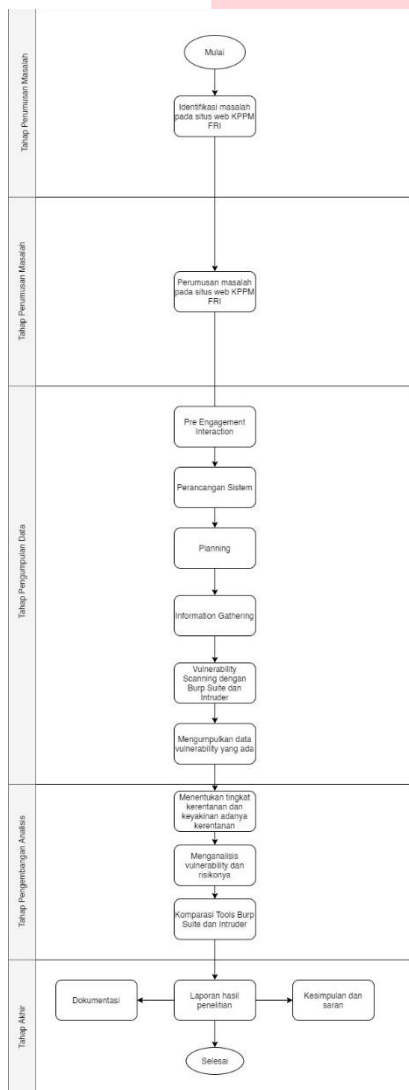 Tahap Perumusan Masalah
Mulai
Identifikasi masalah
pada situs web KPPM
FRI
Tahap Perumusan Masalah
Perumusan masalah
pada situs web KPPM
FRI
Tahap Pengumpulan Data
Pre Engagement
Interaction
Perancangan Sistem
Planning
Information Gathering
Vulnerability
Scanning dengan
Burp Suite dan
Intruder
Mengumpulkan data
vulnerability yang ada
Tahap Pengembangan Analisis
Menentukan tingkat
kerentanan dan
keyakinan adanya
kerentanan
Menganalisis
vulnerability dan
risikonya
Komparasi Tools Burp
Suite dan Intruder
Tahap Akhir
Dokumentasi
Laporan hasil
penelitian
Kesimpulan dan
saran
Selesai